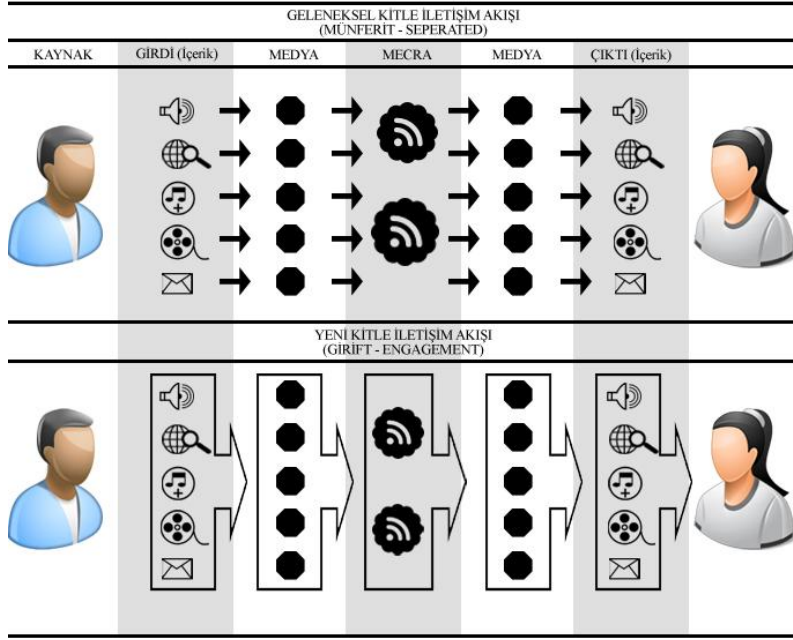 GELENEKSEL KİTLE İLETİŞİM AKIŞI
(MÜNFERİT - SEPERATED)
KAYNAK GİRDİ (İçerik) MEDYA MECRA MEDYA ÇIKTI (İçerik)
YENİ KİTLE İLETİŞİM AKIŞI
(GİRİFT - ENGAGEMENT)